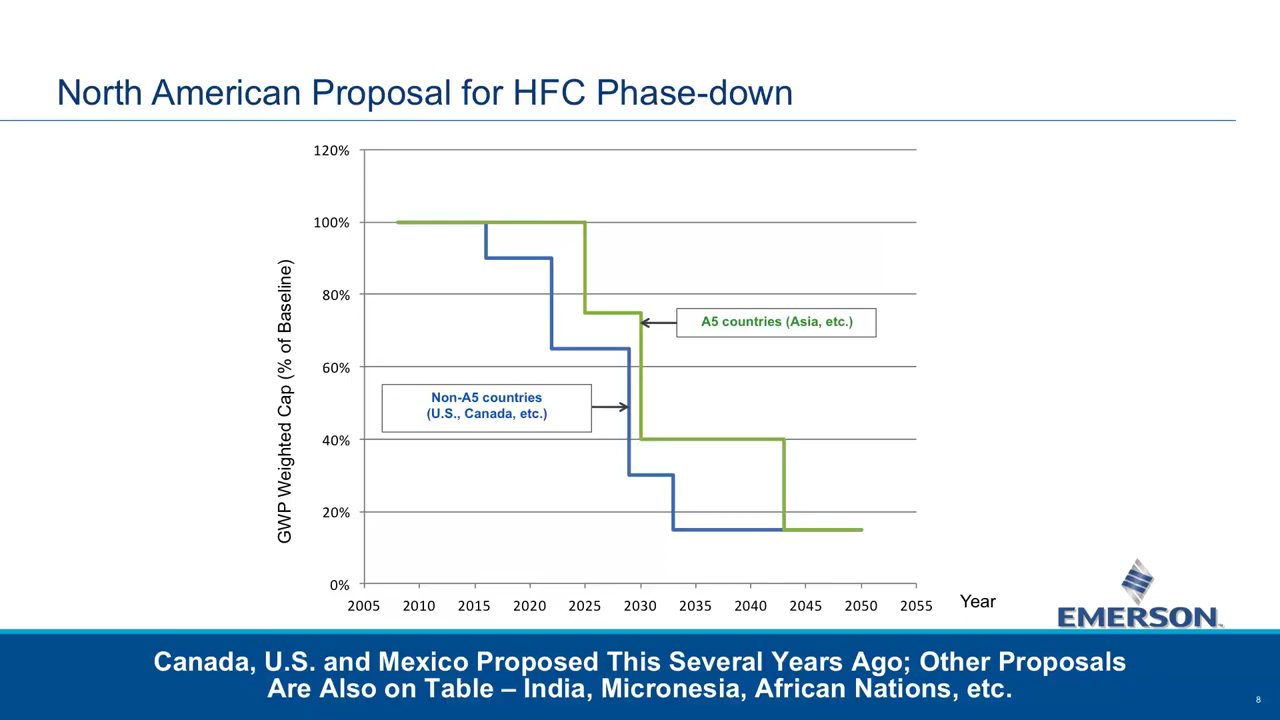 North American Proposal for HFC Phase-down
120%
100%
80%
60%
40%
20%
0%
GWP Weighted Cap (% of Baseline)
A5 countries (Asia, etc.)
Non-A5 countries
(U.S., Canada, etc.)
2005 2010 2015 2020 2025 2030 2035 2040 2045 2050 2055
Year
EMERSON
Canada, U.S. and Mexico Proposed This Several Years Ago; Other Proposals
Are Also on Table – India, Micronesia, African Nations, etc.
8